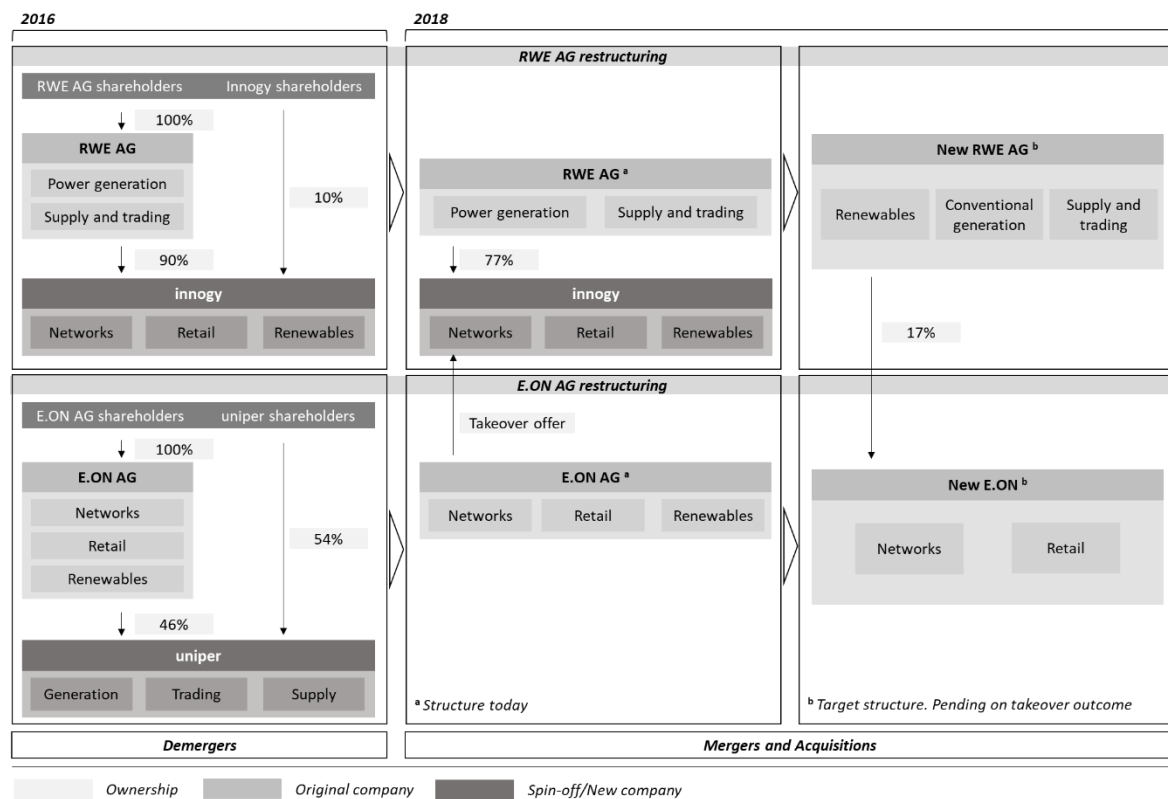 2016
2018
RWE AG restructuring
RWE AG shareholders
Innogy shareholders
100%
RWE AG
Power generation
Supply and trading
10%
90%
innogy
Networks
Retail
Renewables
RWE AG ᵃ
Power generation
Supply and trading
77%
innogy
Networks
Retail
Renewables
New RWE AG ᵇ
Renewables
Conventional
generation
Supply and
trading
17%
E.ON AG restructuring
E.ON AG shareholders
uniper shareholders
100%
E.ON AG
Networks
Retail
Renewables
54%
46%
uniper
Generation
Trading
Supply
Takeover offer
E.ON AG ᵃ
Networks
Retail
Renewables
ᵃ Structure today
New E.ON ᵇ
Networks
Retail
ᵇ Target structure. Pending on takeover outcome
Demergers
Mergers and Acquisitions
Ownership
Original company
Spin-off/New company